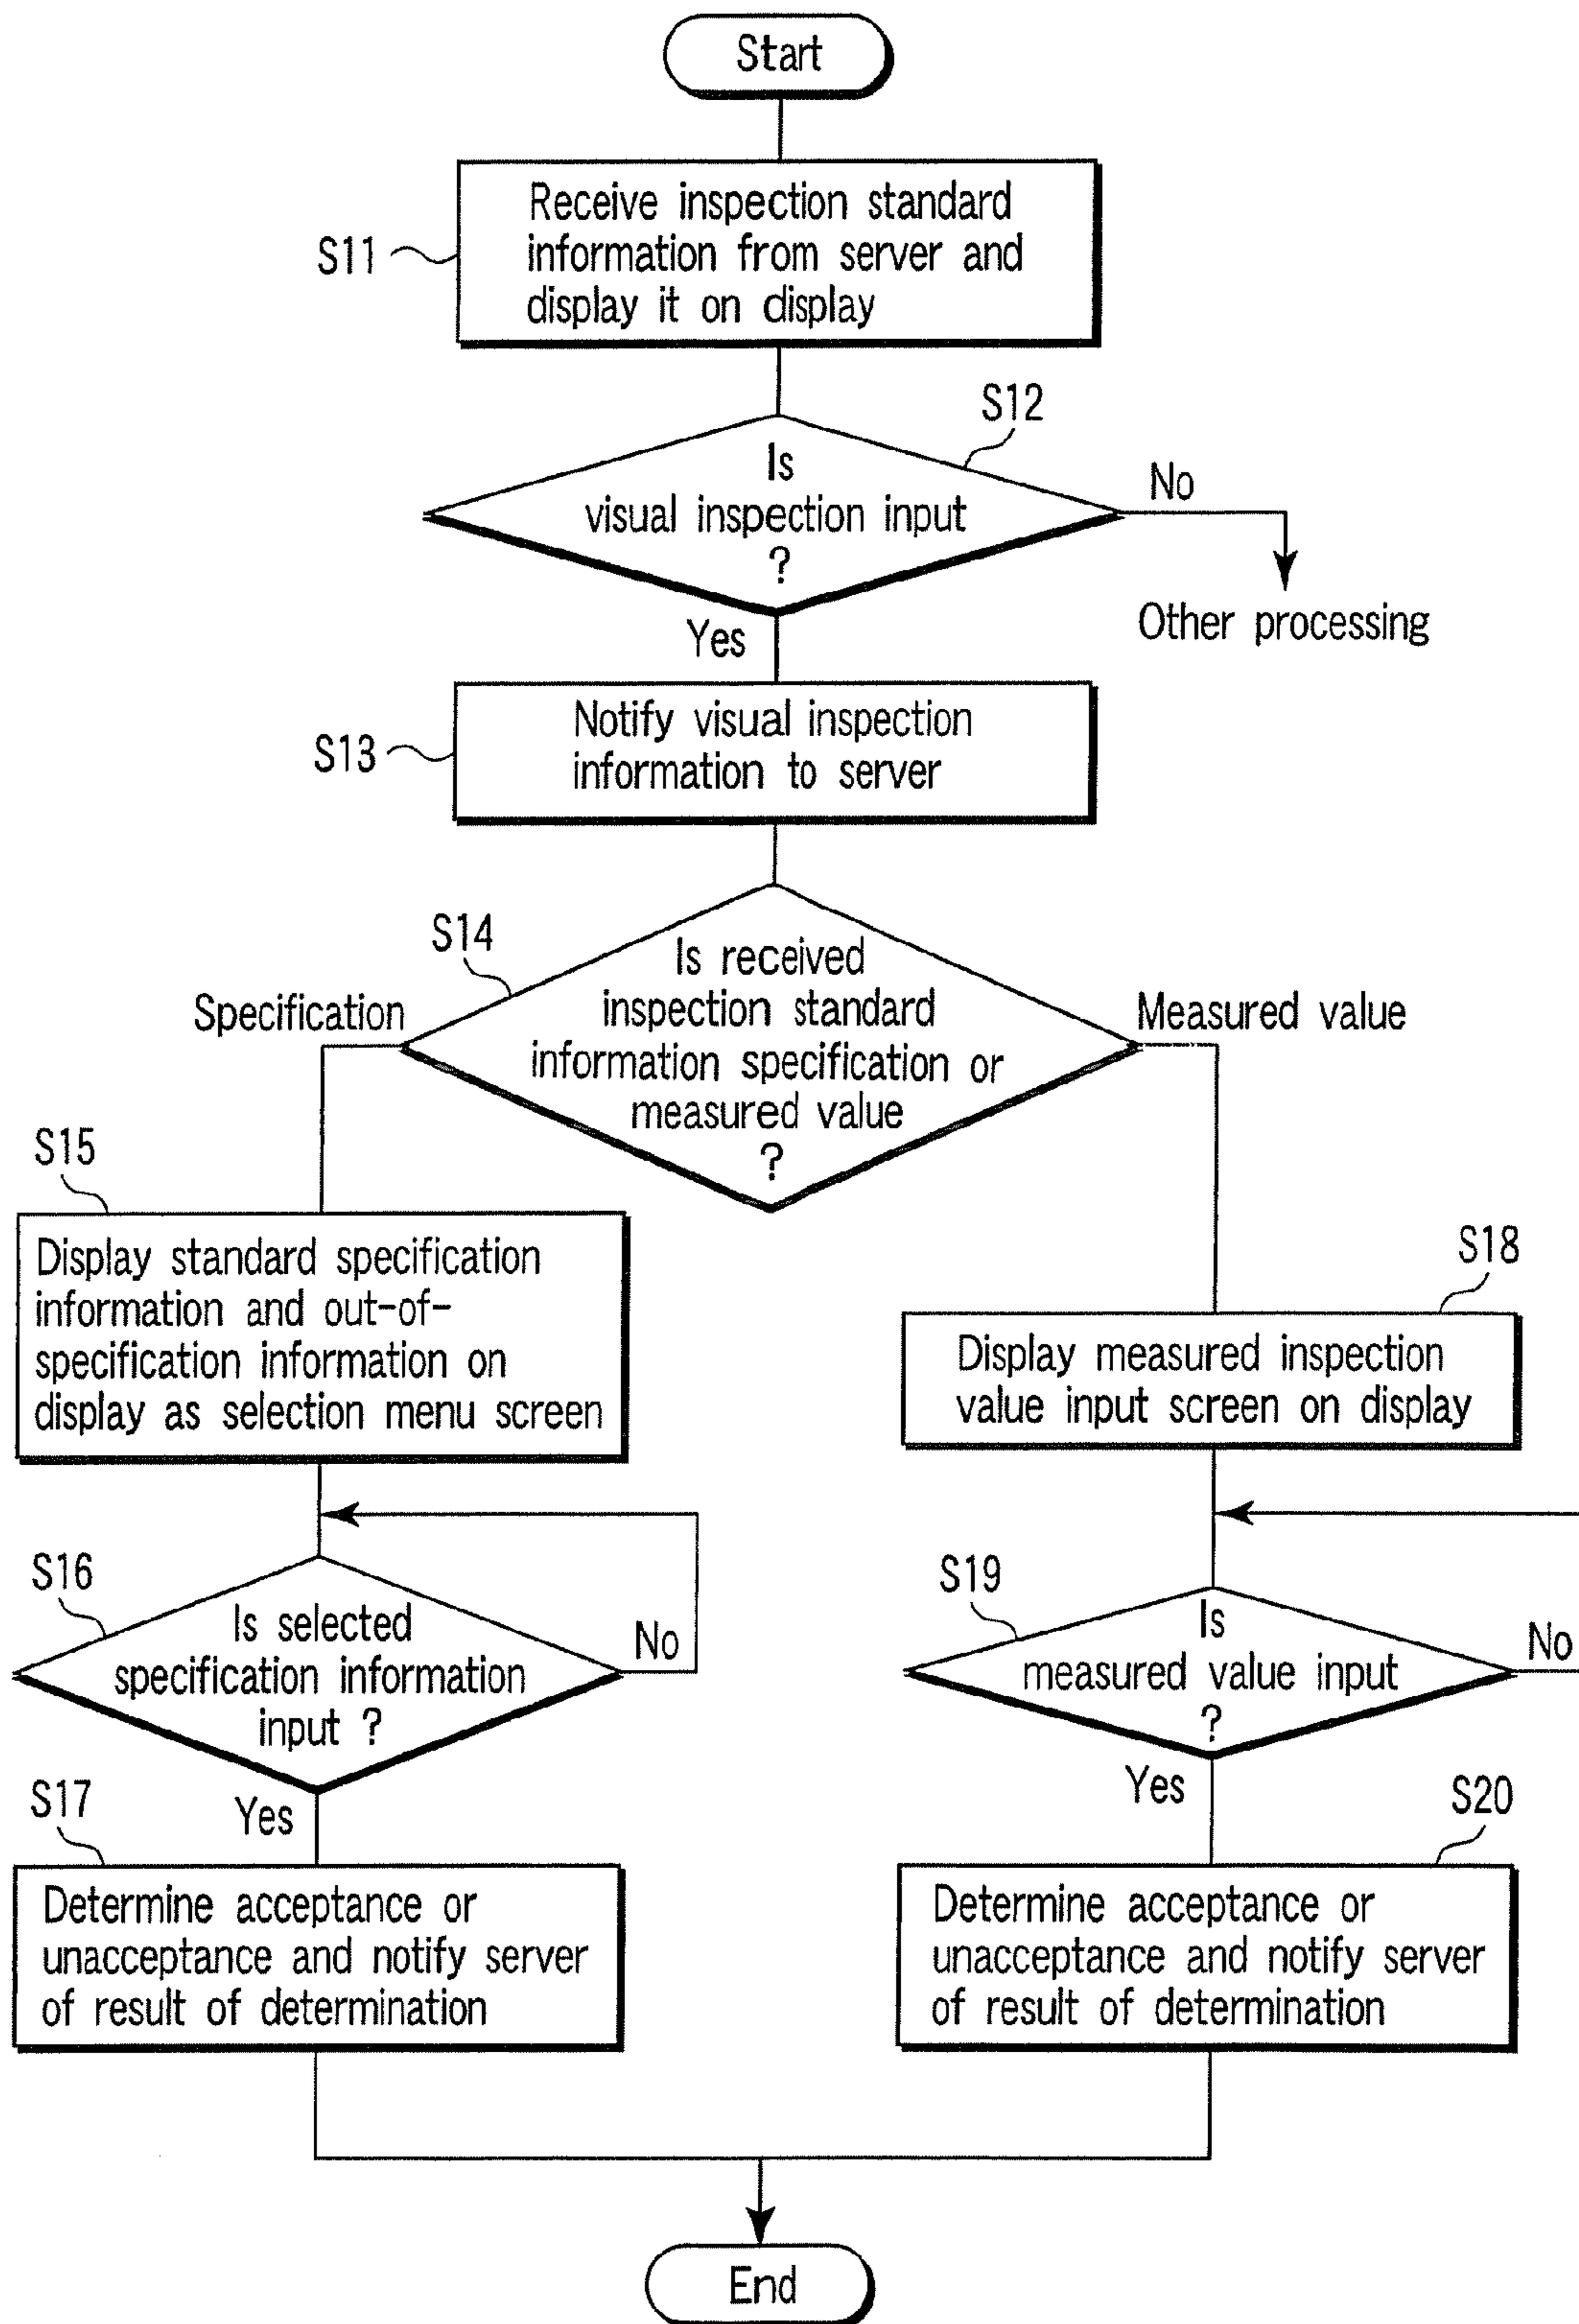 Start
S11
Receive inspection standard
information from server and
display it on display
S12
Is
visual inspection input
?
No
Other processing
Yes
S13
Notify visual inspection
information to server
S14
Is received
inspection standard
information specification or
measured value
?
Specification
Measured value
S15
Display standard specification
information and out-of-
specification information on
display as selection menu screen
S16
Is selected
specification information
input ?
No
Yes
S17
Determine acceptance or
unacceptance and notify server
of result of determination
S18
Display measured inspection
value input screen on display
S19
Is
measured value input
?
No
Yes
S20
Determine acceptance or
unacceptance and notify server
of result of determination
End